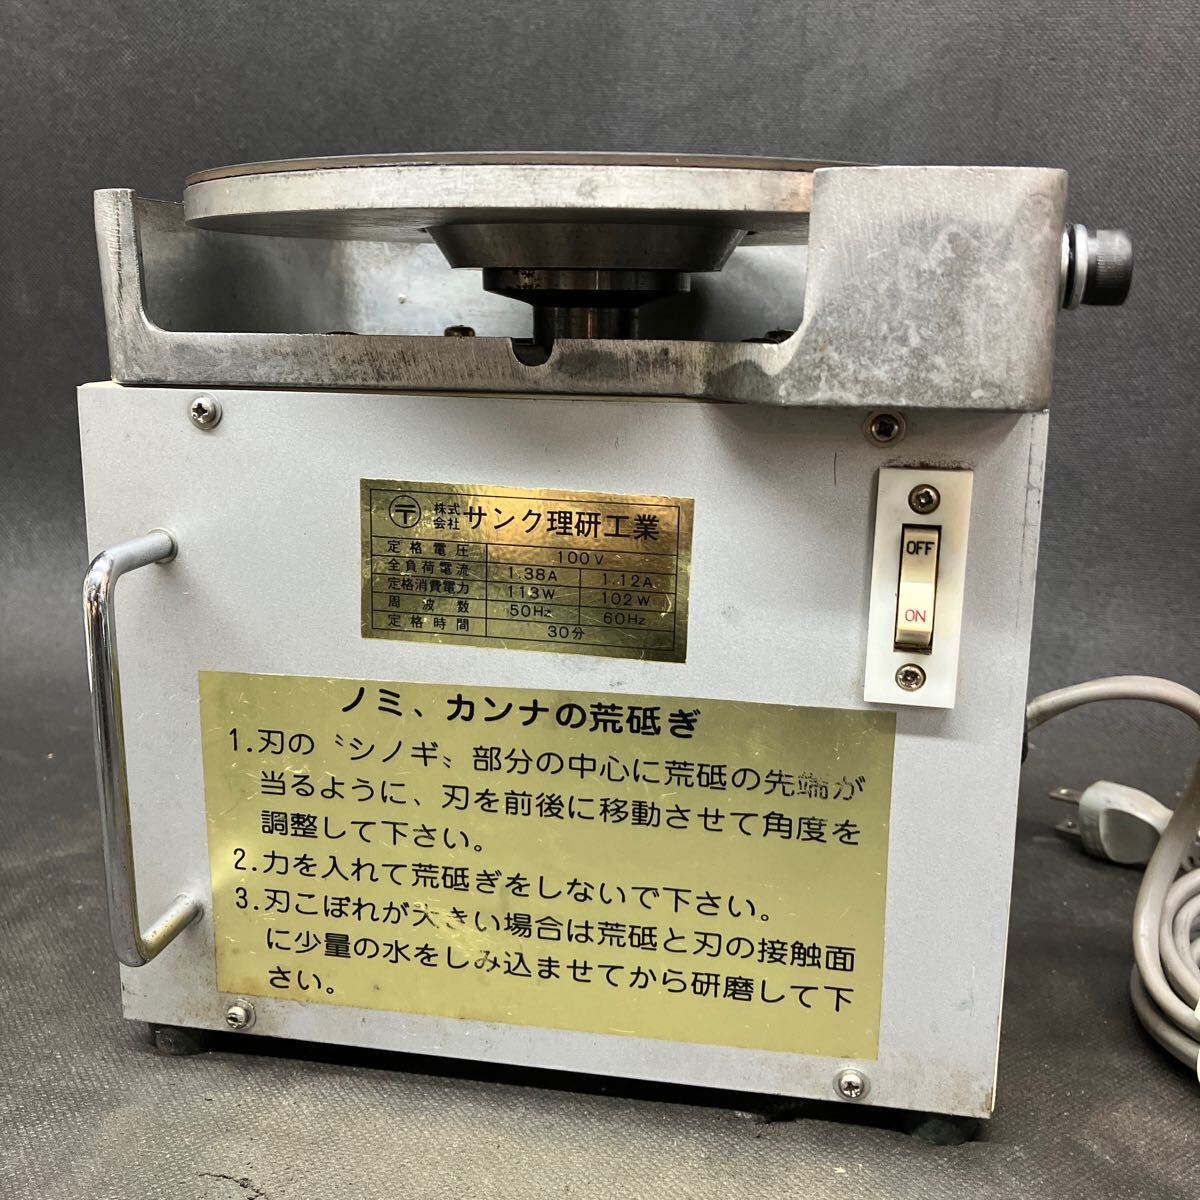 〒 株式会社 サンク理研工業
定格電圧 100V
全負荷電流 1.38A 1.12A
定格消費電力 113W 102W
周波数 50Hz 60Hz
定格時間 30分
OFF
ON
ノミ、カンナの荒砥ぎ
1.刃の〝シノギ〟部分の中心に荒砥の先端が
当るように、刃を前後に移動させて角度を
調整して下さい。
2.力を入れて荒砥ぎをしないで下さい。
3.刃こぼれが大きい場合は荒砥と刃の接触面
に少量の水をしみ込ませてから研磨して下
さい。